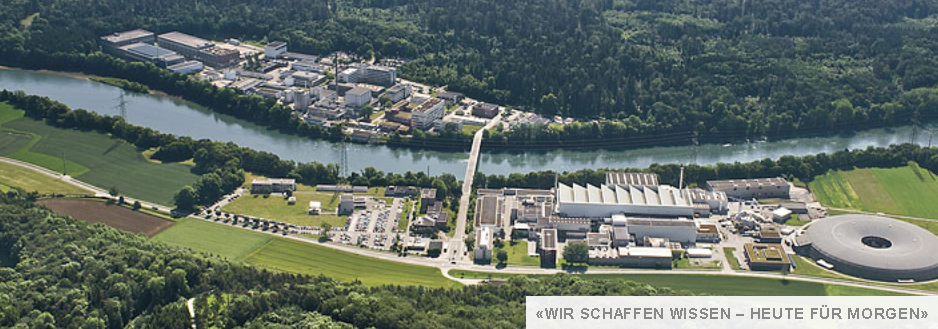 «WIR SCHAFFEN WISSEN – HEUTE FÜR MORGEN»